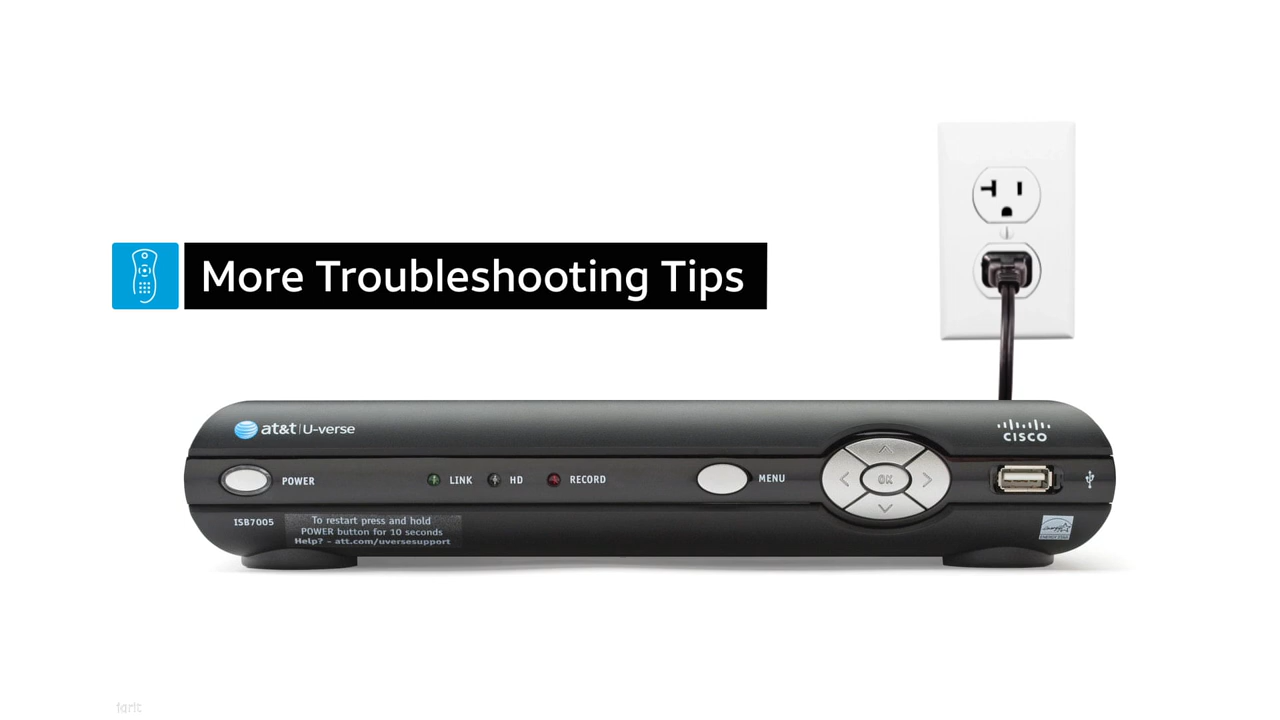 More Troubleshooting Tips
at&t | U-verse
CISCO
POWER
LINK
HD
RECORD
MENU
OK
ISB7005
To restart press and hold
POWER button for 10 seconds
Help? - att.com/uversesupport